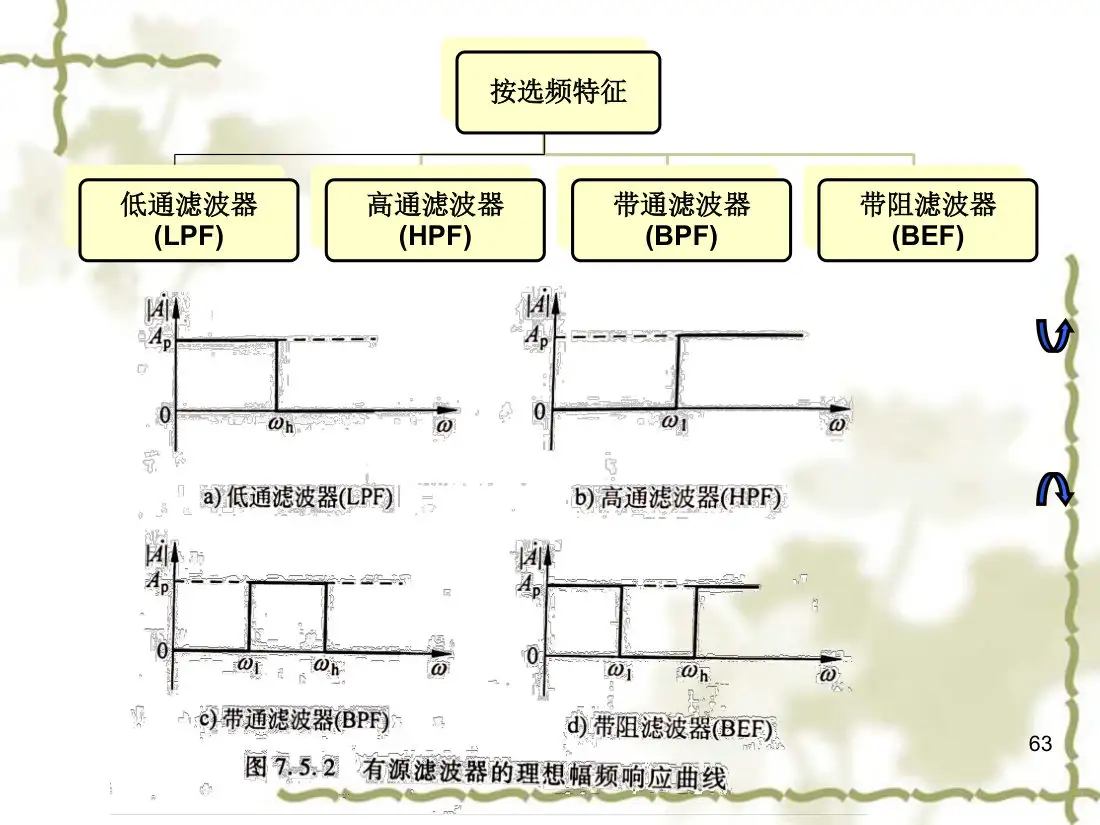 按选频特征
低通滤波器
(LPF)
高通滤波器
(HPF)
带通滤波器
(BPF)
带阻滤波器
(BEF)
|Ȧ|
Aₚ
0
ωₕ
ω
a) 低通滤波器(LPF)
|Ȧ|
Aₚ
0
ω₁
ω
b) 高通滤波器(HPF)
|Ȧ|
Aₚ
0
ω₁
ωₕ
ω
c) 带通滤波器(BPF)
|Ȧ|
Aₚ
0
ω₁
ωₕ
ω
d) 带阻滤波器(BEF)
图 7.5.2 有源滤波器的理想幅频响应曲线
63